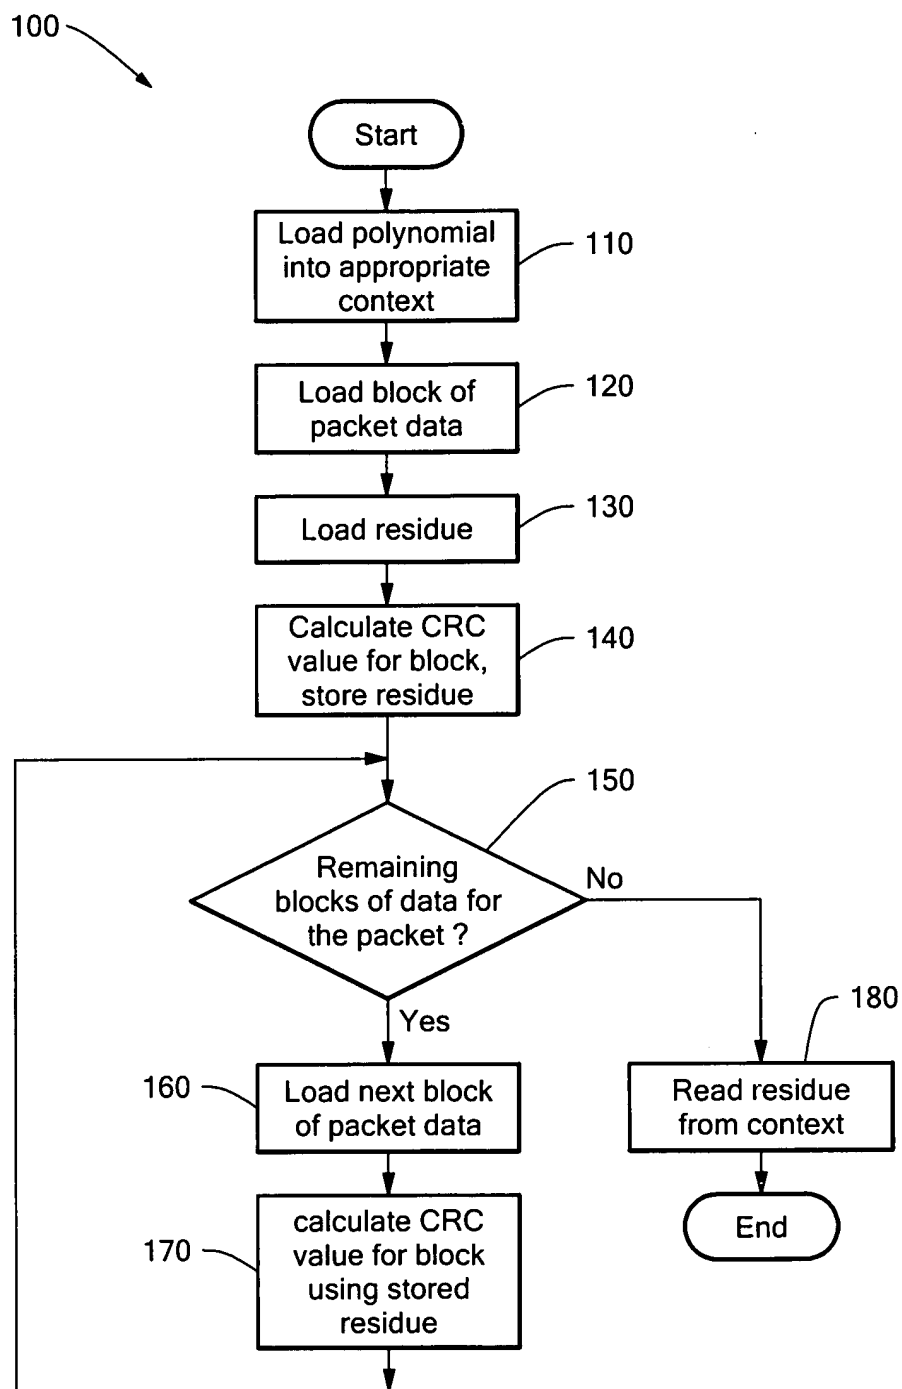 100
Start
Load polynomial
into appropriate
context
110
Load block of
packet data
120
Load residue
130
Calculate CRC
value for block,
store residue
140
150
Remaining
blocks of data for
the packet ?
No
Yes
180
160
Load next block
of packet data
Read residue
from context
170
calculate CRC
value for block
using stored
residue
End